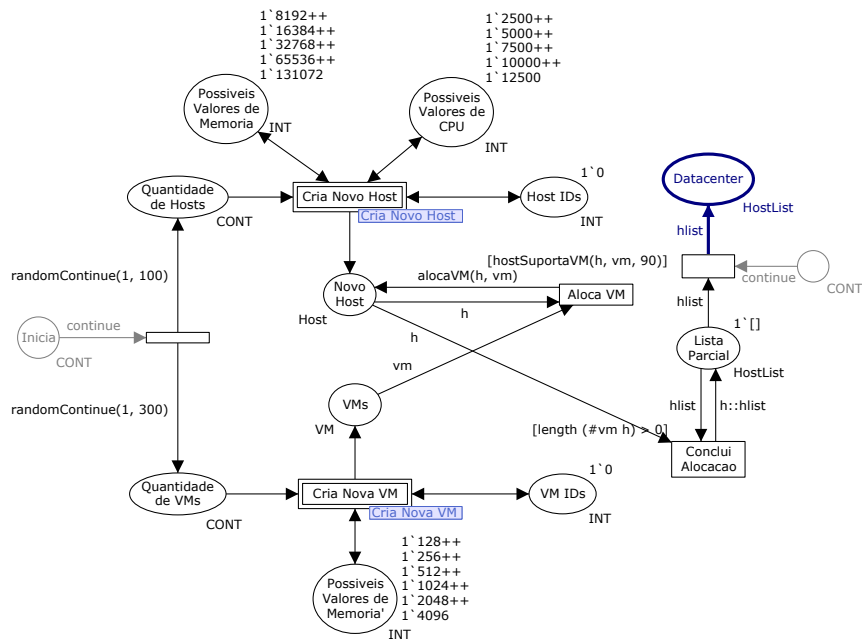 1`8192++
1`16384++
1`32768++
1`65536++
1`131072
1`2500++
1`5000++
1`7500++
1`10000++
1`12500
Possiveis
Valores de
Memoria
INT
Possiveis
Valores de
CPU
INT
Quantidade
de Hosts
CONT
Cria Novo Host
Cria Novo Host
1`0
Host IDs
INT
Datacenter
HostList
hlist
[hostSuportaVM(h, vm, 90)]
continue
CONT
randomContinue(1, 100)
Novo
Host
Host
alocaVM(h, vm)
h
Aloca VM
hlist
Inicia
continue
CONT
h
1`[]
Lista
Parcial
HostList
vm
randomContinue(1, 300)
VMs
VM
hlist
h::hlist
[length (#vm h) > 0]
Conclui
Alocacao
Quantidade
de VMs
CONT
Cria Nova VM
Cria Nova VM
1`0
VM IDs
INT
Possiveis
Valores de
Memoria'
INT
1`128++
1`256++
1`512++
1`1024++
1`2048++
1`4096